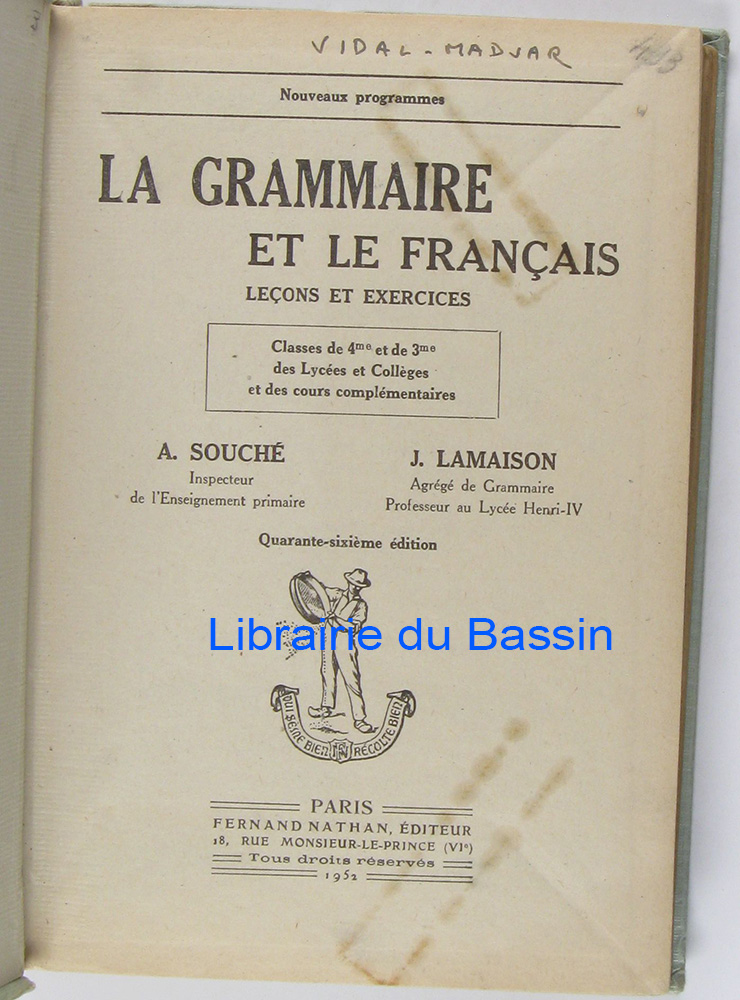 VIDAL - MADJAR
Nouveaux programmes
LA GRAMMAIRE
ET LE FRANÇAIS
LEÇONS ET EXERCICES
Classes de 4me et de 3me
des Lycées et Collèges
et des cours complémentaires
A. SOUCHÉ
Inspecteur
de l'Enseignement primaire
J. LAMAISON
Agrégé de Grammaire
Professeur au Lycée Henri-IV
Quarante-sixième édition
Librairie du Bassin
QUI SÈME BIEN FN RÉCOLTE BIEN
PARIS
FERNAND NATHAN, ÉDITEUR
18, RUE MONSIEUR-LE-PRINCE (VIe)
Tous droits réservés
1952